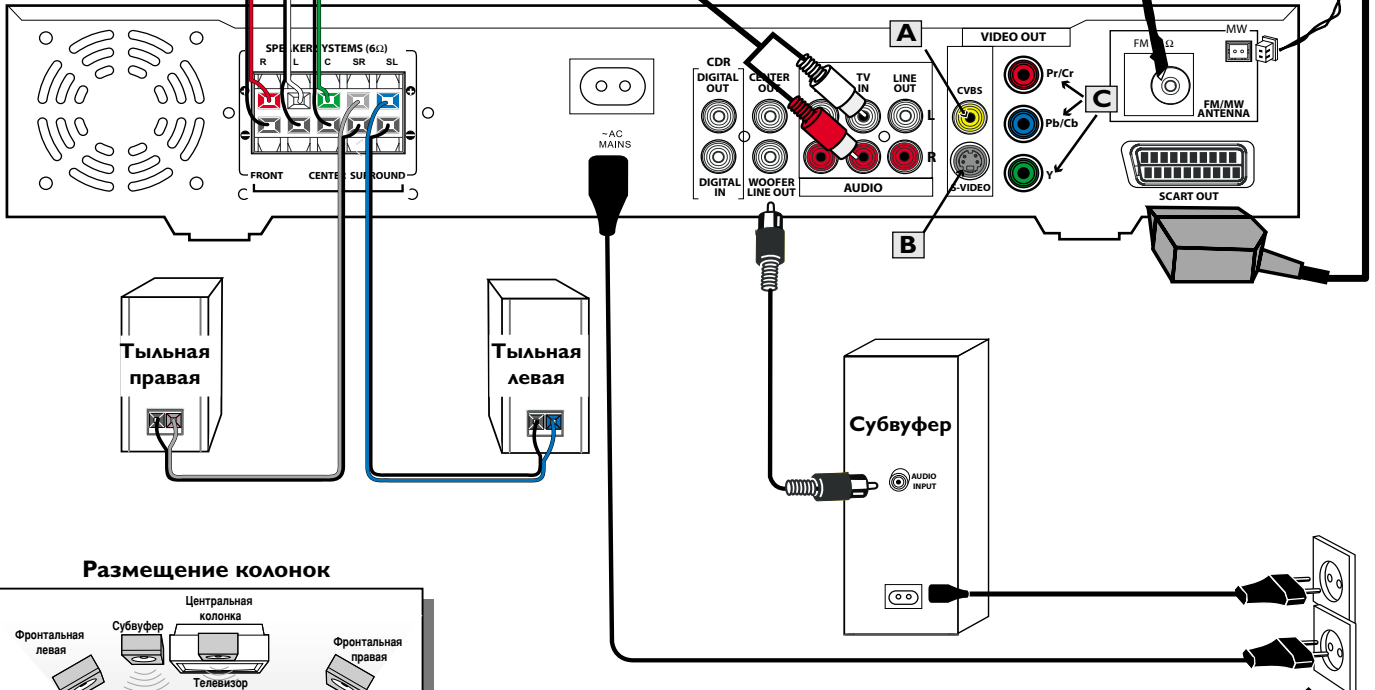 SPEAKER SYSTEMS (6Ω)
R L C SR SL
FRONT CENTER SURROUND
~AC
MAINS
CDR
DIGITAL
OUT
CENTER
OUT
TV
IN
LINE
OUT
L
R
DIGITAL
IN
WOOFER
LINE OUT
AUDIO
A
VIDEO OUT
CVBS
S-VIDEO
B
Pr/Cr
Pb/Cb
Y
C
FM Ω
MW
FM/MW
ANTENNA
SCART OUT
Тыльная
правая
Тыльная
левая
Субвуфер
AUDIO
INPUT
Размещение колонок
Центральная
колонка
Субвуфер
Фронтальная
левая
Фронтальная
правая
Телевизор